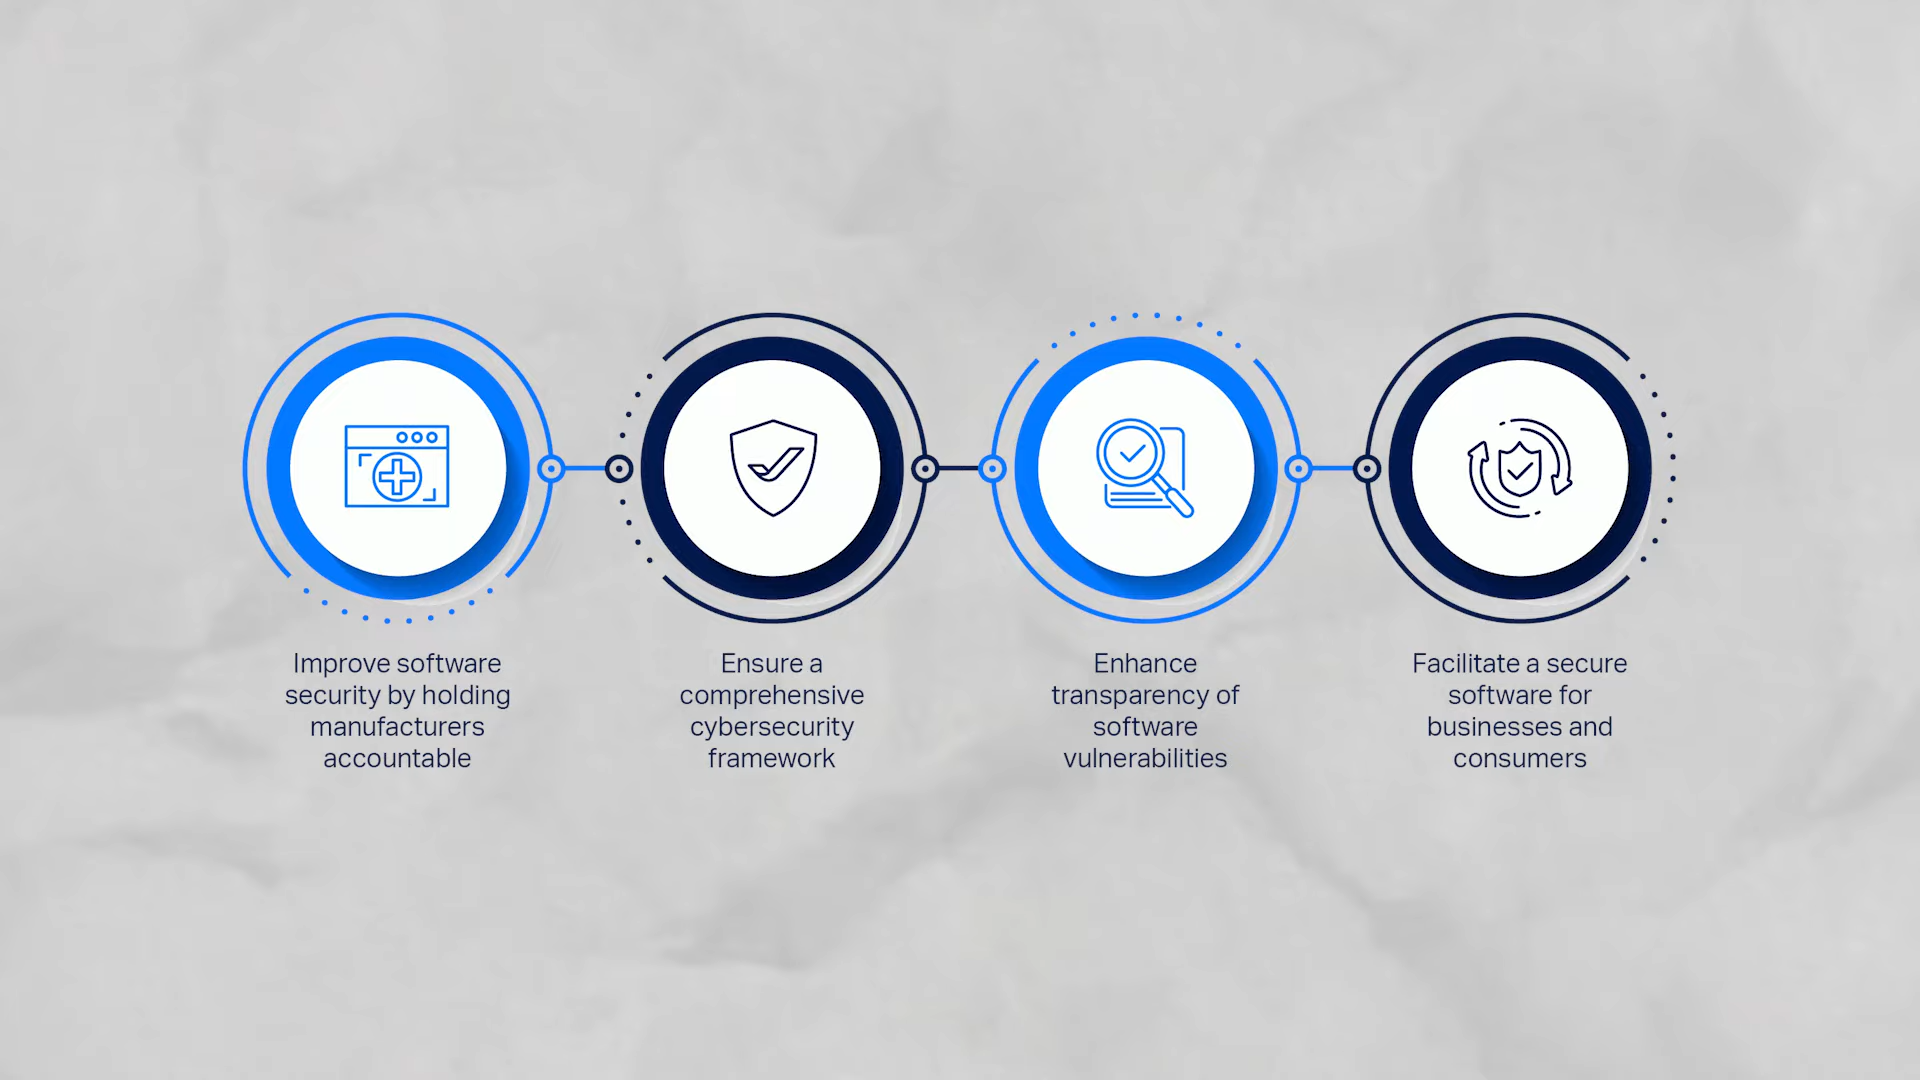 Improve software
security by holding
manufacturers
accountable
Ensure a
comprehensive
cybersecurity
framework
Enhance
transparency of
software
vulnerabilities
Facilitate a secure
software for
businesses and
consumers